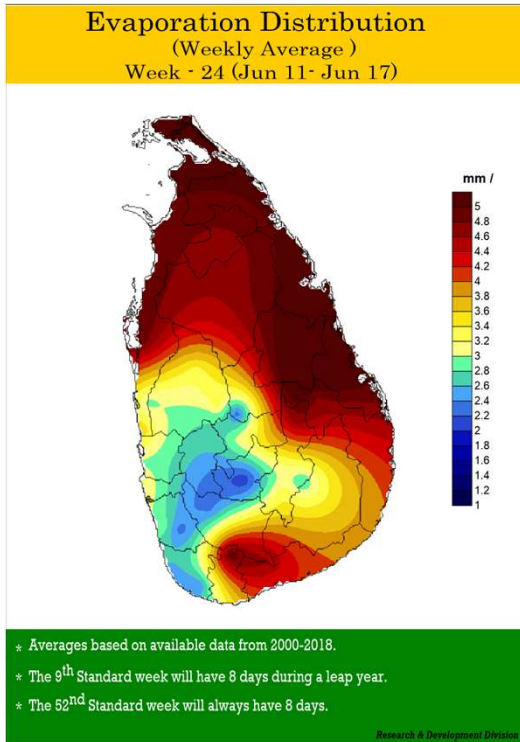 Evaporation Distribution
(Weekly Average )
Week - 24 (Jun 11- Jun 17)
mm /
5
4.8
4.6
4.4
4.2
4
3.8
3.6
3.4
3.2
3
2.8
2.6
2.4
2.2
2
1.8
1.6
1.4
1.2
1
* Averages based on available data from 2000-2018.
* The 9th Standard week will have 8 days during a leap year.
* The 52nd Standard week will always have 8 days.
Research & Development Division